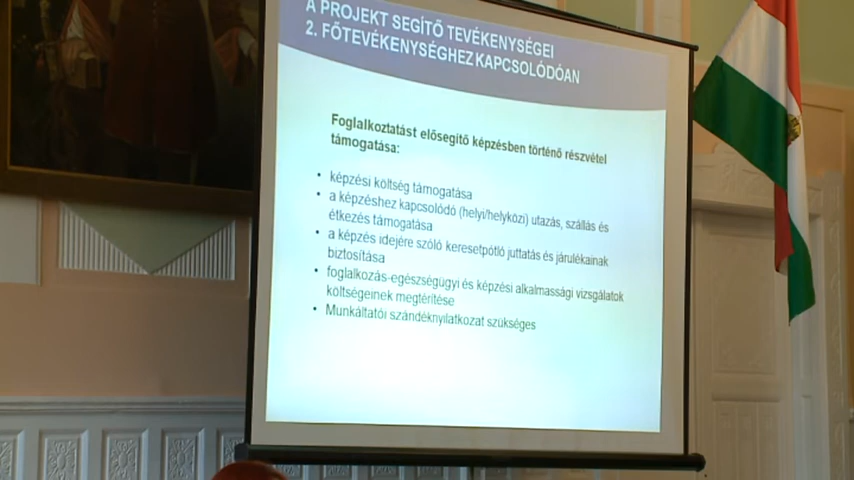 A PROJEKT SEGÍTŐ TEVÉKENYSÉGEI
2. FŐTEVÉKENYSÉGHEZ KAPCSOLÓDÓAN
Foglalkoztatást elősegítő képzésben történő részvétel
támogatása:
• képzési költség támogatása
• a képzéshez kapcsolódó (helyi/helyközi) utazás, szállás és
étkezés támogatása
• a képzés idejére szóló keresetpótló juttatás és járulékainak
biztosítása
• foglalkozás-egészségügyi és képzési alkalmassági vizsgálatok
költségeinek megtérítése
• Munkáltatói szándéknyilatkozat szükséges